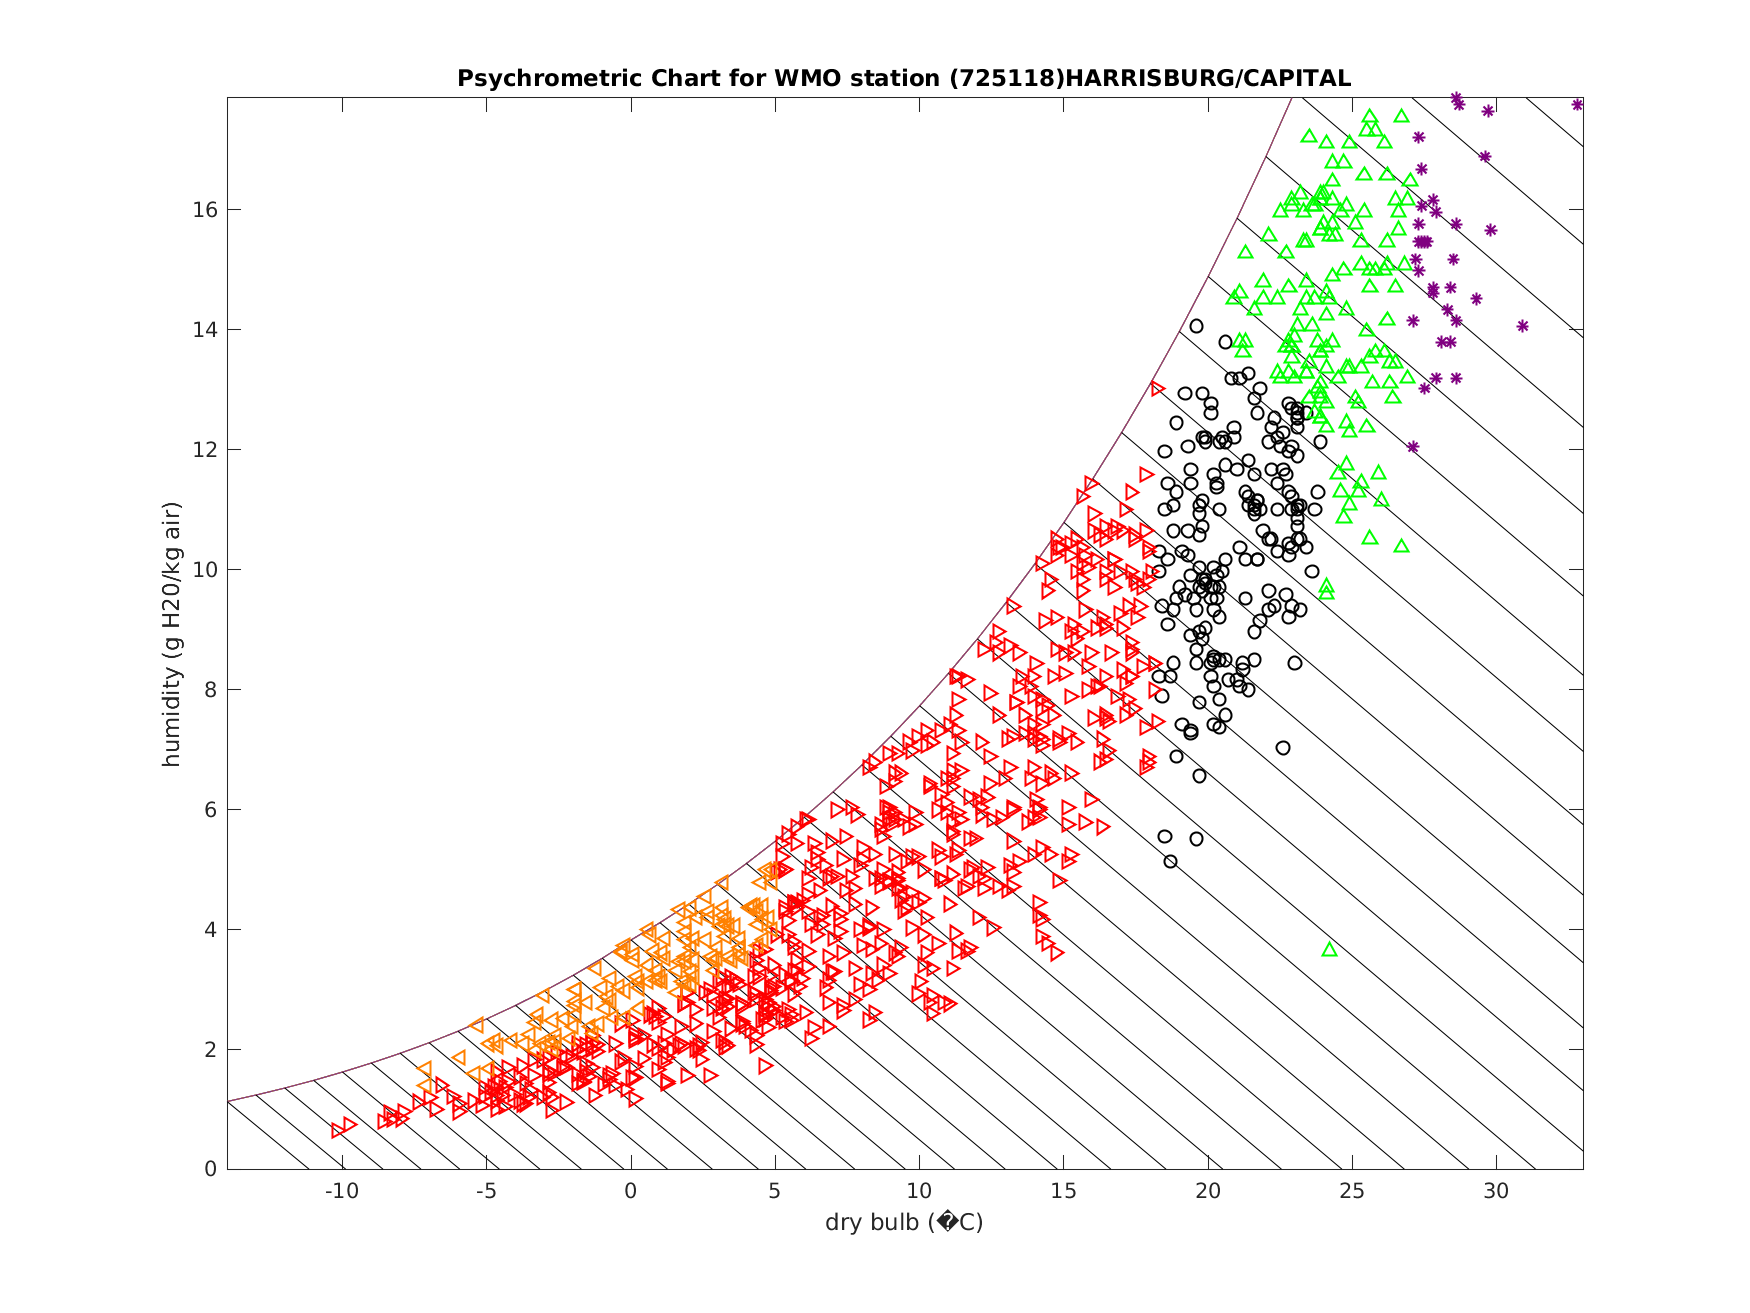 Psychrometric Chart for WMO station (725118)HARRISBURG/CAPITAL
humidity (g H20/kg air)
16
14
12
10
8
6
4
2
0
-10 -5 0 5 10 15 20 25 30
dry bulb (�C)